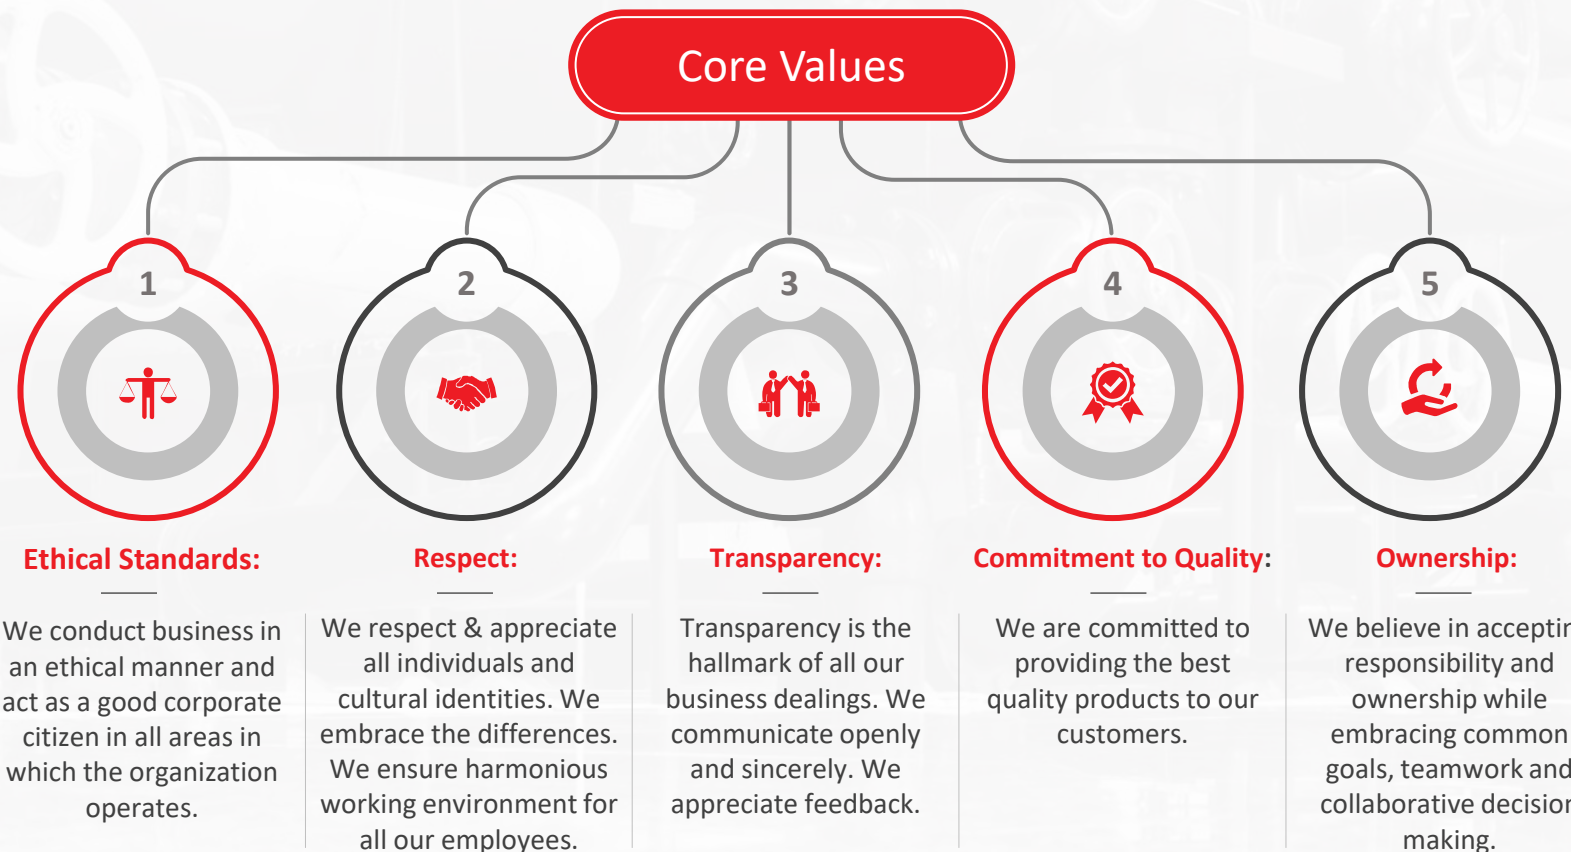 Core Values
1
2
3
4
5
Ethical Standards:
We conduct business in
an ethical manner and
act as a good corporate
citizen in all areas in
which the organization
operates.
Respect:
We respect & appreciate
all individuals and
cultural identities. We
embrace the differences.
We ensure harmonious
working environment for
all our employees.
Transparency:
Transparency is the
hallmark of all our
business dealings. We
communicate openly
and sincerely. We
appreciate feedback.
Commitment to Quality:
We are committed to
providing the best
quality products to our
customers.
Ownership:
We believe in acceptin
responsibility and
ownership while
embracing common
goals, teamwork and
collaborative decision
making.